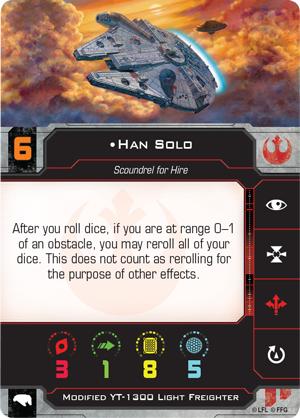 6
•Han Solo
Scoundrel for Hire
After you roll dice, if you are at range 0–1
of an obstacle, you may reroll all of your
dice. This does not count as rerolling for
the purpose of other effects.
3 1 8 5
Modified YT-1300 Light Freighter
©LFL ©FFG